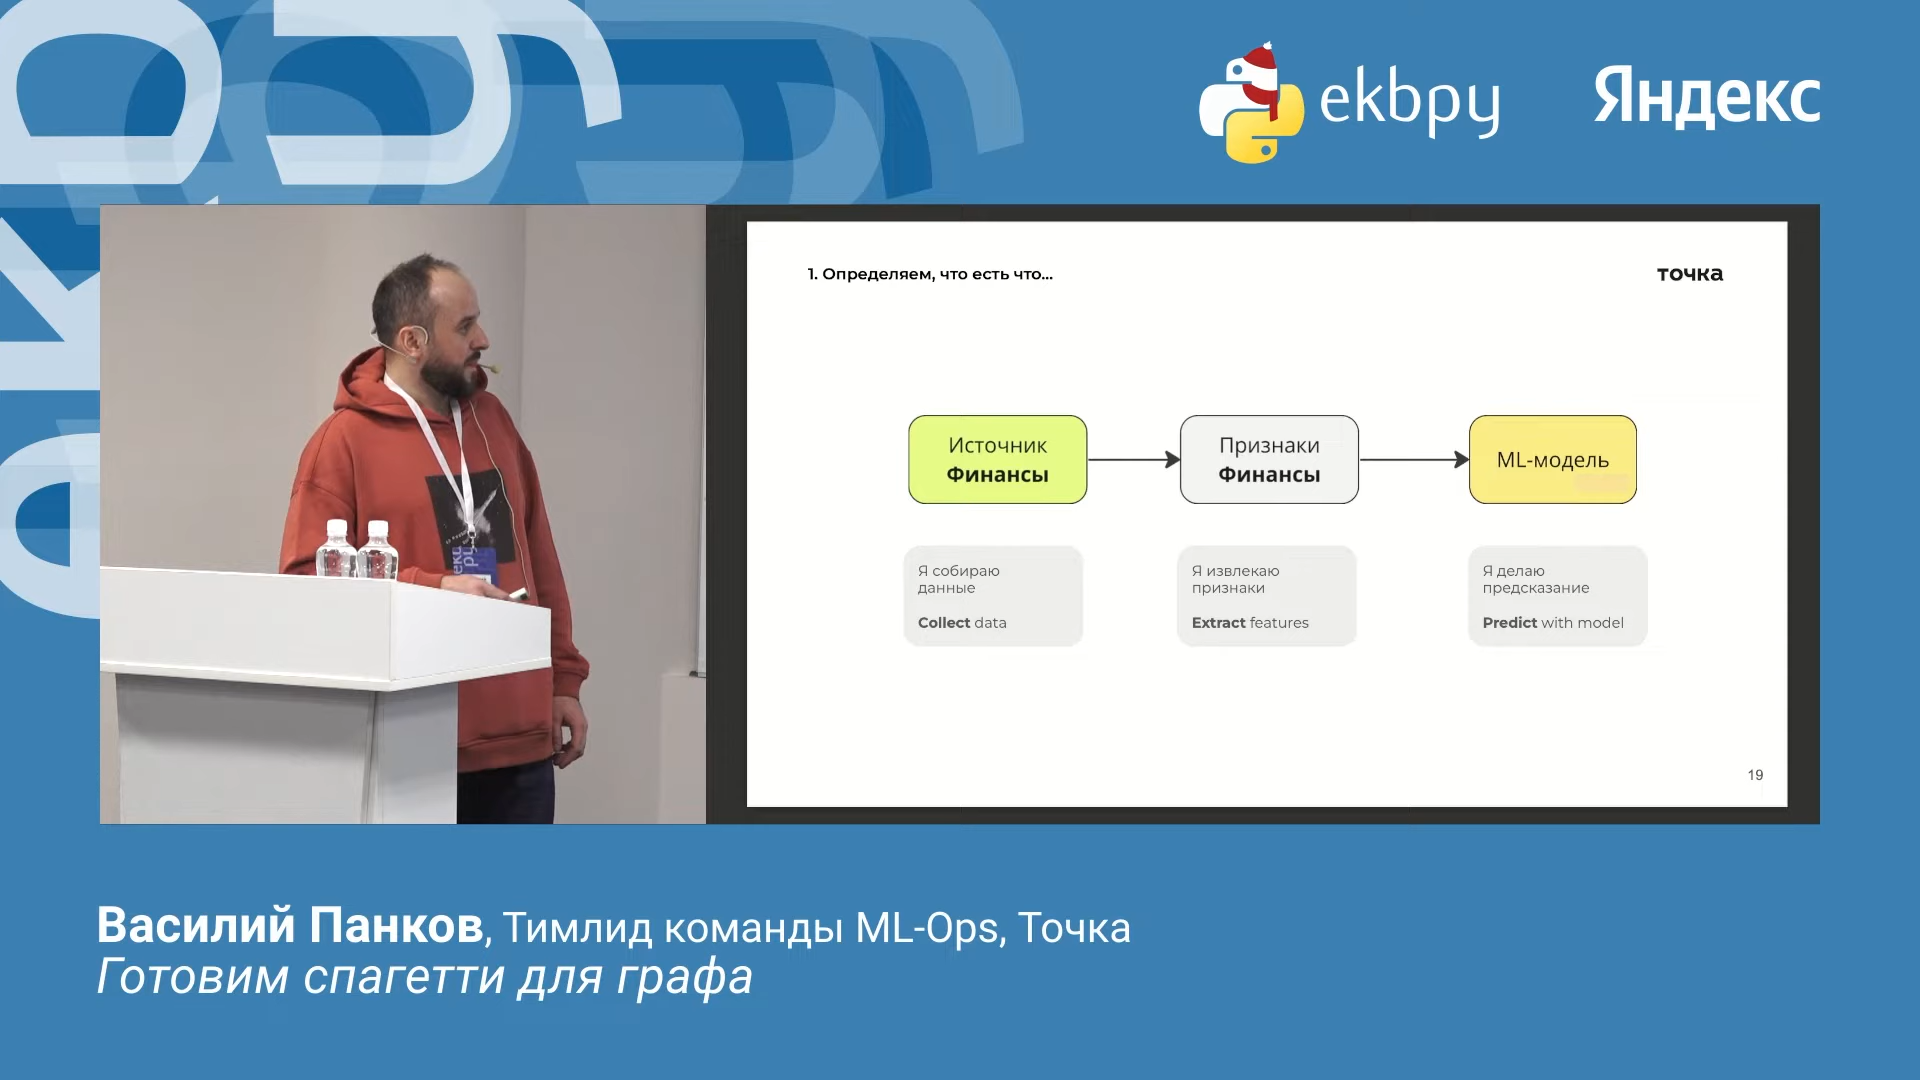 ekbpy
Яндекс
1. Определяем, что есть что...
точка
Источник
Финансы
Признаки
Финансы
ML-модель
Я собираю
данные
Collect data
Я извлекаю
признаки
Extract features
Я делаю
предсказание
Predict with model
19
Василий Панков, Тимлид команды ML-Ops, Точка
Готовим спагетти для графа